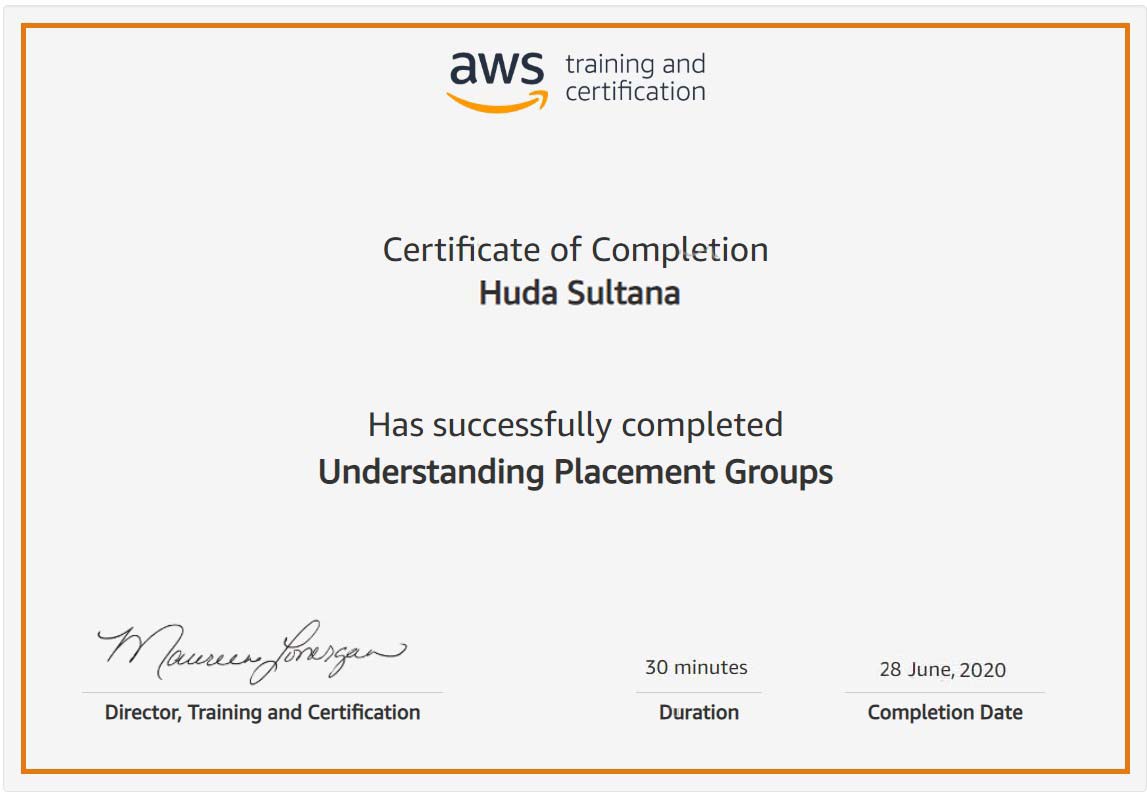 aws training and
certification
Certificate of Completion
Huda Sultana
Has successfully completed
Understanding Placement Groups
Maureen Lonergan
30 minutes
28 June, 2020
Director, Training and Certification
Duration
Completion Date